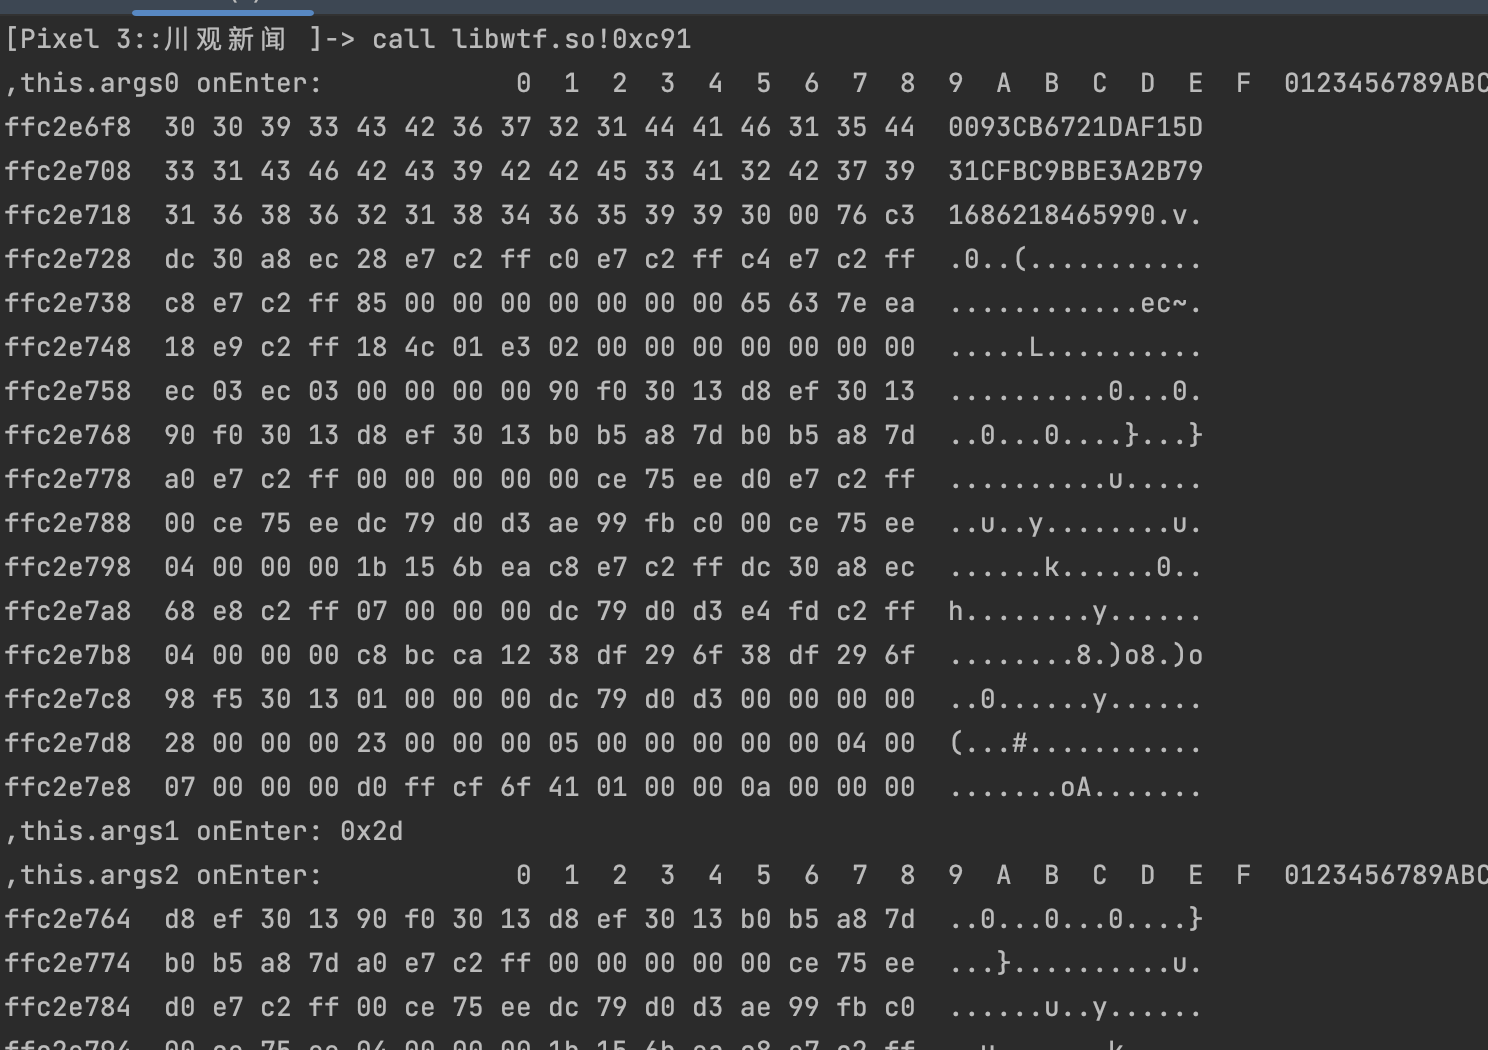 [Pixel 3::川观新闻 ]-> call libwtf.so!0xc91
,this.args0 onEnter:             0  1  2  3  4  5  6  7  8  9  A  B  C  D  E  F  0123456789ABC
ffc2e6f8  30 30 39 33 43 42 36 37 32 31 44 41 46 31 35 44  0093CB6721DAF15D
ffc2e708  33 31 43 46 42 43 39 42 42 45 33 41 32 42 37 39  31CFBC9BBE3A2B79
ffc2e718  31 36 38 36 32 31 38 34 36 35 39 39 30 00 76 c3  1686218465990.v.
ffc2e728  dc 30 a8 ec 28 e7 c2 ff c0 e7 c2 ff c4 e7 c2 ff  .0..(...........
ffc2e738  c8 e7 c2 ff 85 00 00 00 00 00 00 00 65 63 7e ea  ............ec~.
ffc2e748  18 e9 c2 ff 18 4c 01 e3 02 00 00 00 00 00 00 00  .....L..........
ffc2e758  ec 03 ec 03 00 00 00 00 90 f0 30 13 d8 ef 30 13  ..........0...0.
ffc2e768  90 f0 30 13 d8 ef 30 13 b0 b5 a8 7d b0 b5 a8 7d  ..0...0....}...}
ffc2e778  a0 e7 c2 ff 00 00 00 00 00 ce 75 ee d0 e7 c2 ff  ..........u.....
ffc2e788  00 ce 75 ee dc 79 d0 d3 ae 99 fb c0 00 ce 75 ee  ..u..y........u.
ffc2e798  04 00 00 00 1b 15 6b ea c8 e7 c2 ff dc 30 a8 ec  ......k......0..
ffc2e7a8  68 e8 c2 ff 07 00 00 00 dc 79 d0 d3 e4 fd c2 ff  h........y......
ffc2e7b8  04 00 00 00 c8 bc ca 12 38 df 29 6f 38 df 29 6f  ........8.)o8.)o
ffc2e7c8  98 f5 30 13 01 00 00 00 dc 79 d0 d3 00 00 00 00  ..0......y......
ffc2e7d8  28 00 00 00 23 00 00 00 05 00 00 00 00 00 04 00  (...#...........
ffc2e7e8  07 00 00 00 d0 ff cf 6f 41 01 00 00 0a 00 00 00  .......oA.......
,this.args1 onEnter: 0x2d
,this.args2 onEnter:             0  1  2  3  4  5  6  7  8  9  A  B  C  D  E  F  0123456789ABC
ffc2e764  d8 ef 30 13 90 f0 30 13 d8 ef 30 13 b0 b5 a8 7d  ..0...0...0....}
ffc2e774  b0 b5 a8 7d a0 e7 c2 ff 00 00 00 00 00 ce 75 ee  ...}..........u.
ffc2e784  d0 e7 c2 ff 00 ce 75 ee dc 79 d0 d3 ae 99 fb c0  ......u..y......